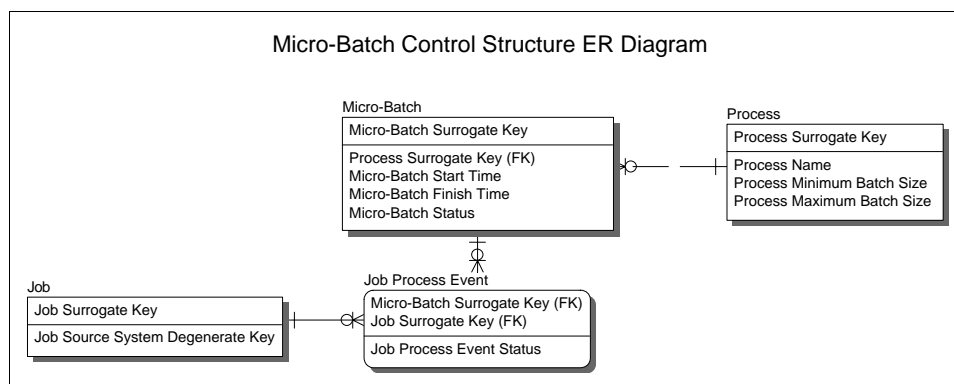 Micro-Batch Control Structure ER Diagram
Micro-Batch
Micro-Batch Surrogate Key
Process Surrogate Key (FK)
Micro-Batch Start Time
Micro-Batch Finish Time
Micro-Batch Status
Process
Process Surrogate Key
Process Name
Process Minimum Batch Size
Process Maximum Batch Size
Job
Job Surrogate Key
Job Source System Degenerate Key
Job Process Event
Micro-Batch Surrogate Key (FK)
Job Surrogate Key (FK)
Job Process Event Status